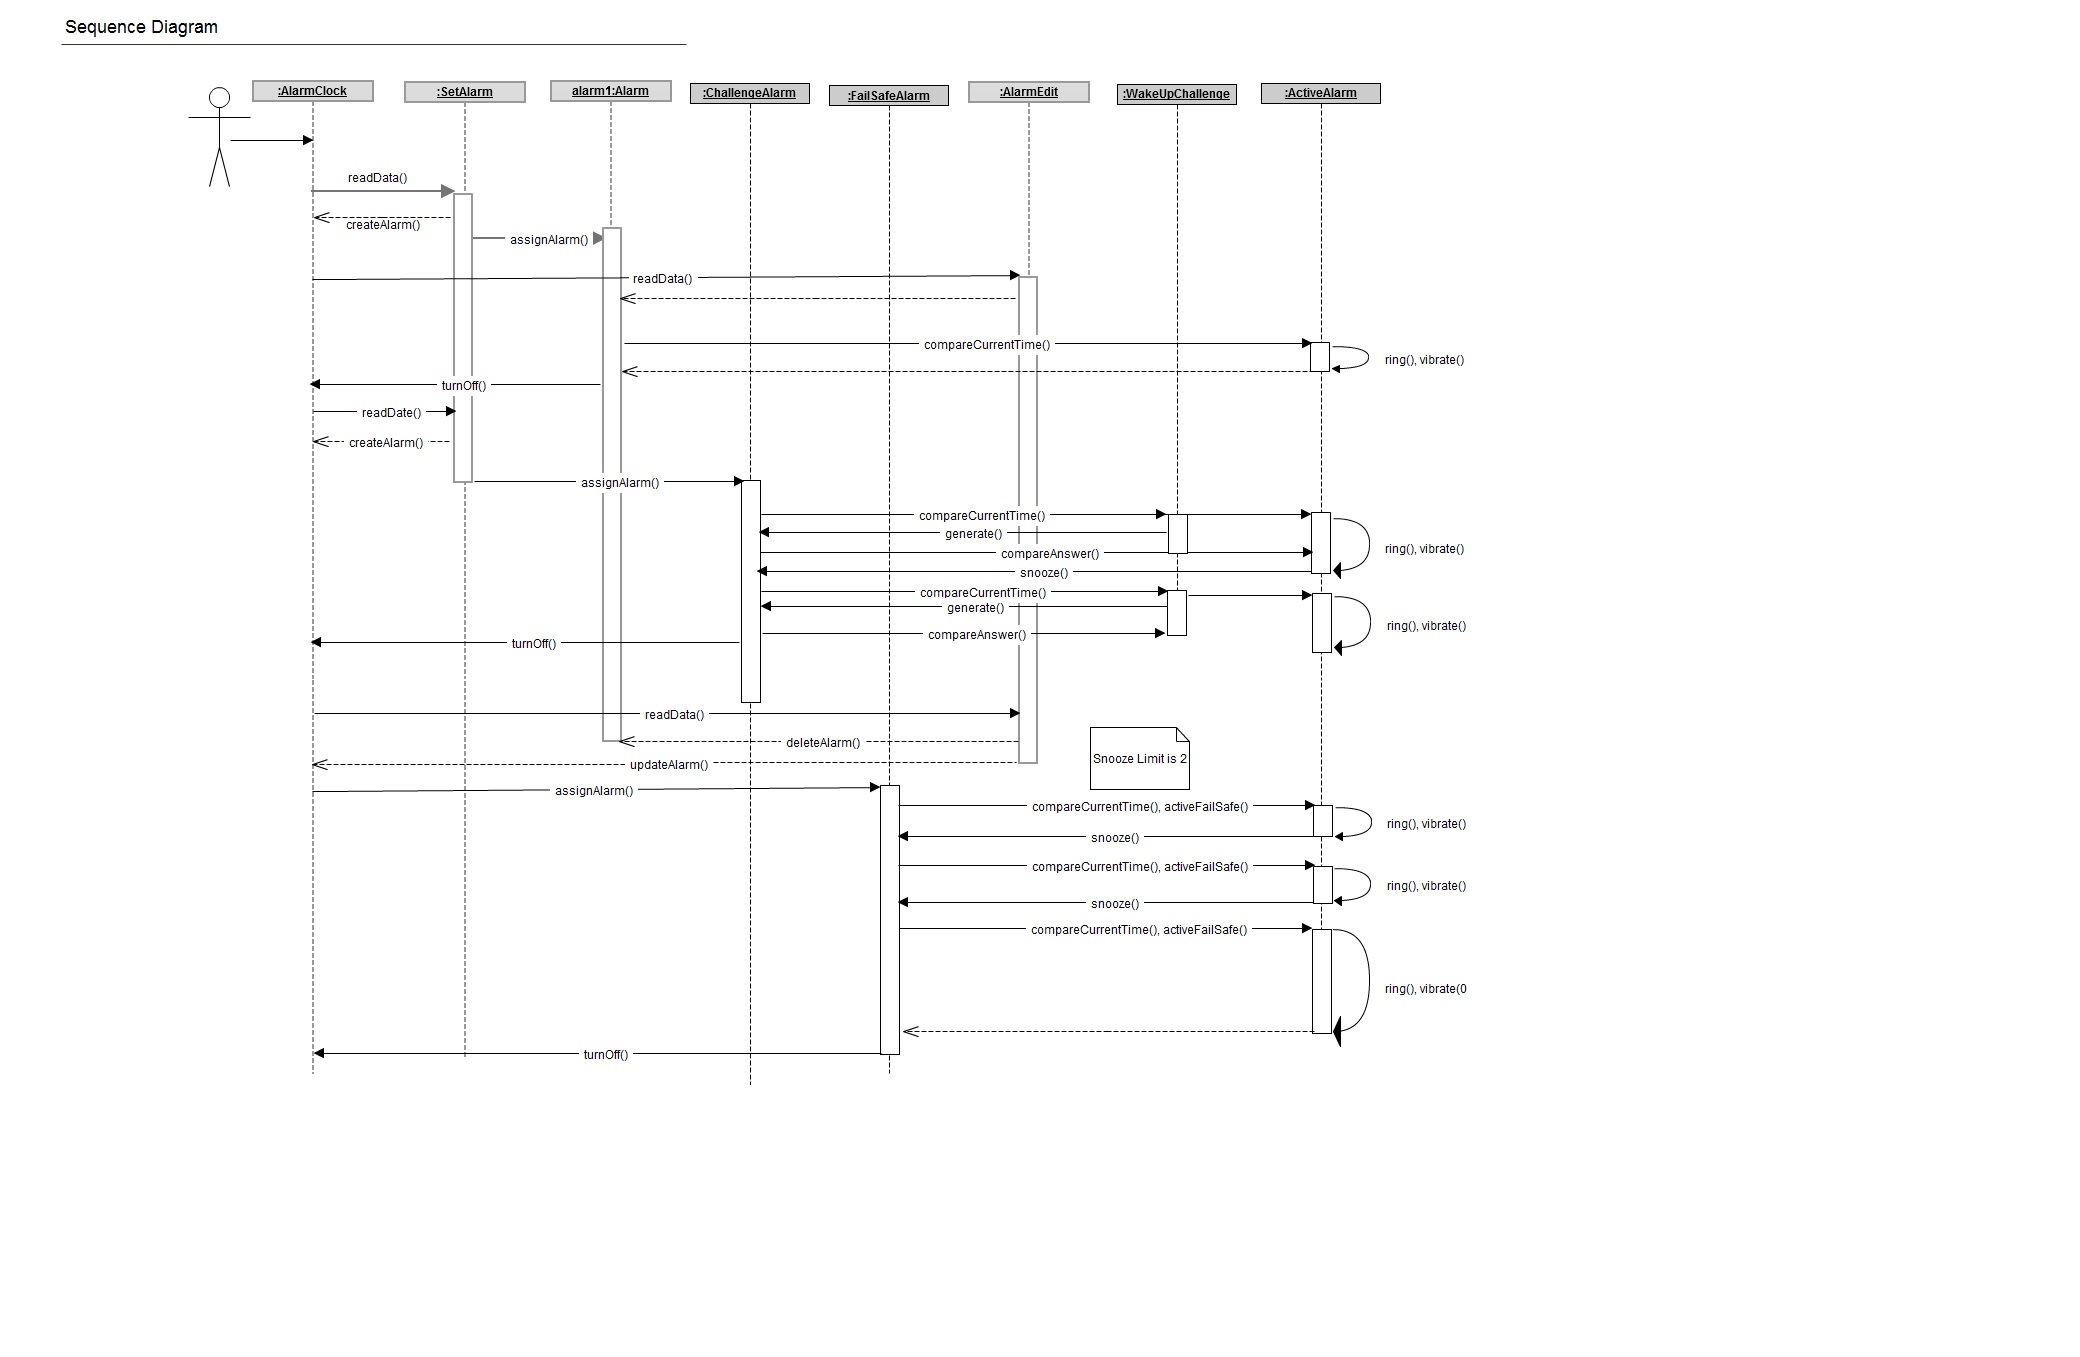 Sequence Diagram
:AlarmClock
:SetAlarm
alarm1:Alarm
:ChallengeAlarm
:FailSafeAlarm
:AlarmEdit
:WakeUpChallenge
:ActiveAlarm
readData()
createAlarm()
assignAlarm()
readData()
compareCurrentTime()
ring(), vibrate()
turnOff()
readDate()
createAlarm()
assignAlarm()
compareCurrentTime()
generate()
ring(), vibrate()
compareAnswer()
snooze()
compareCurrentTime()
generate()
ring(), vibrate()
compareAnswer()
turnOff()
readData()
deleteAlarm()
Snooze Limit is 2
updateAlarm()
assignAlarm()
compareCurrentTime(), activeFailSafe()
ring(), vibrate()
snooze()
compareCurrentTime(), activeFailSafe()
ring(), vibrate()
snooze()
compareCurrentTime(), activeFailSafe()
ring(), vibrate(0
turnOff()